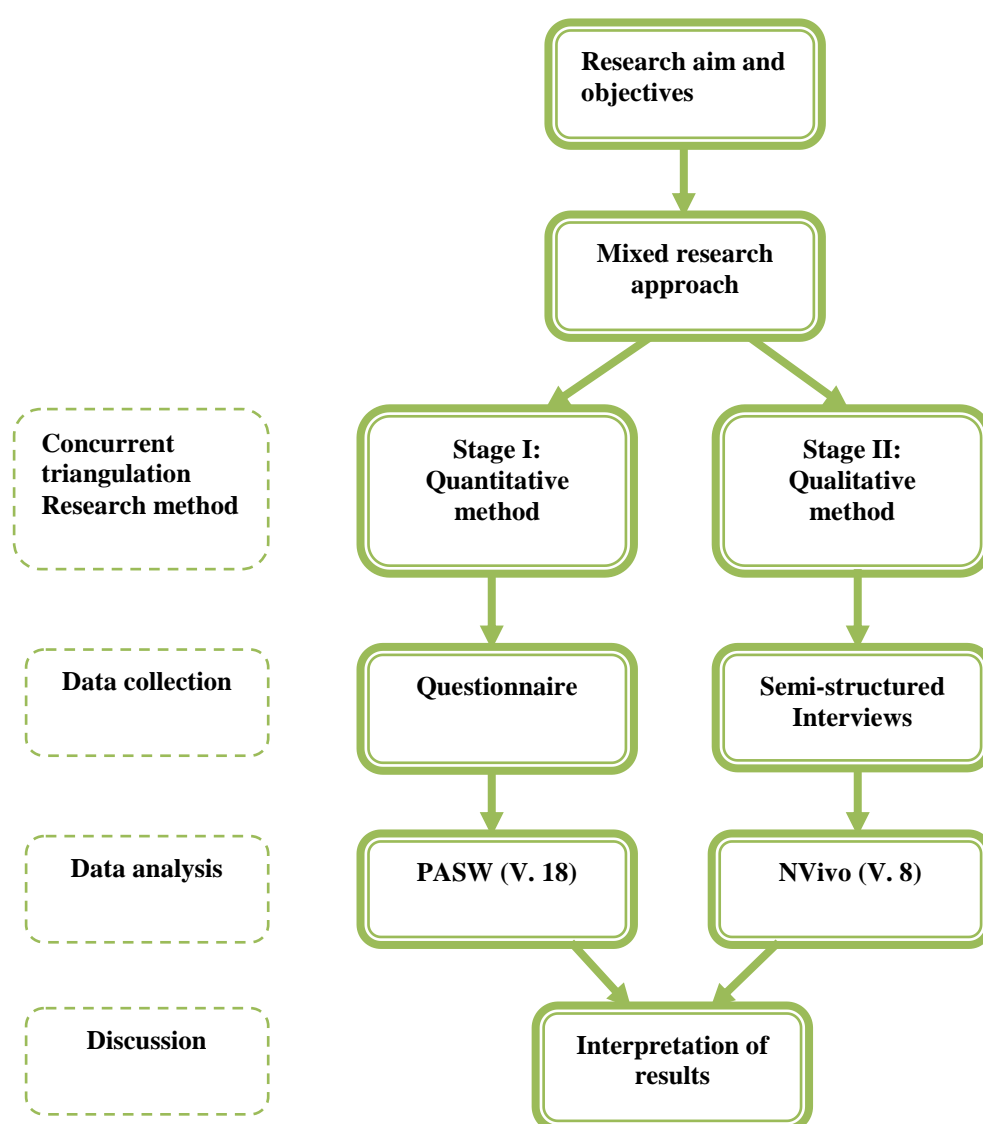 Research aim and
objectives
Mixed research
approach
Concurrent
triangulation
Research method
Stage I:
Quantitative
method
Stage II:
Qualitative
method
Data collection
Questionnaire
Semi-structured
Interviews
Data analysis
PASW (V. 18)
NVivo (V. 8)
Discussion
Interpretation of
results